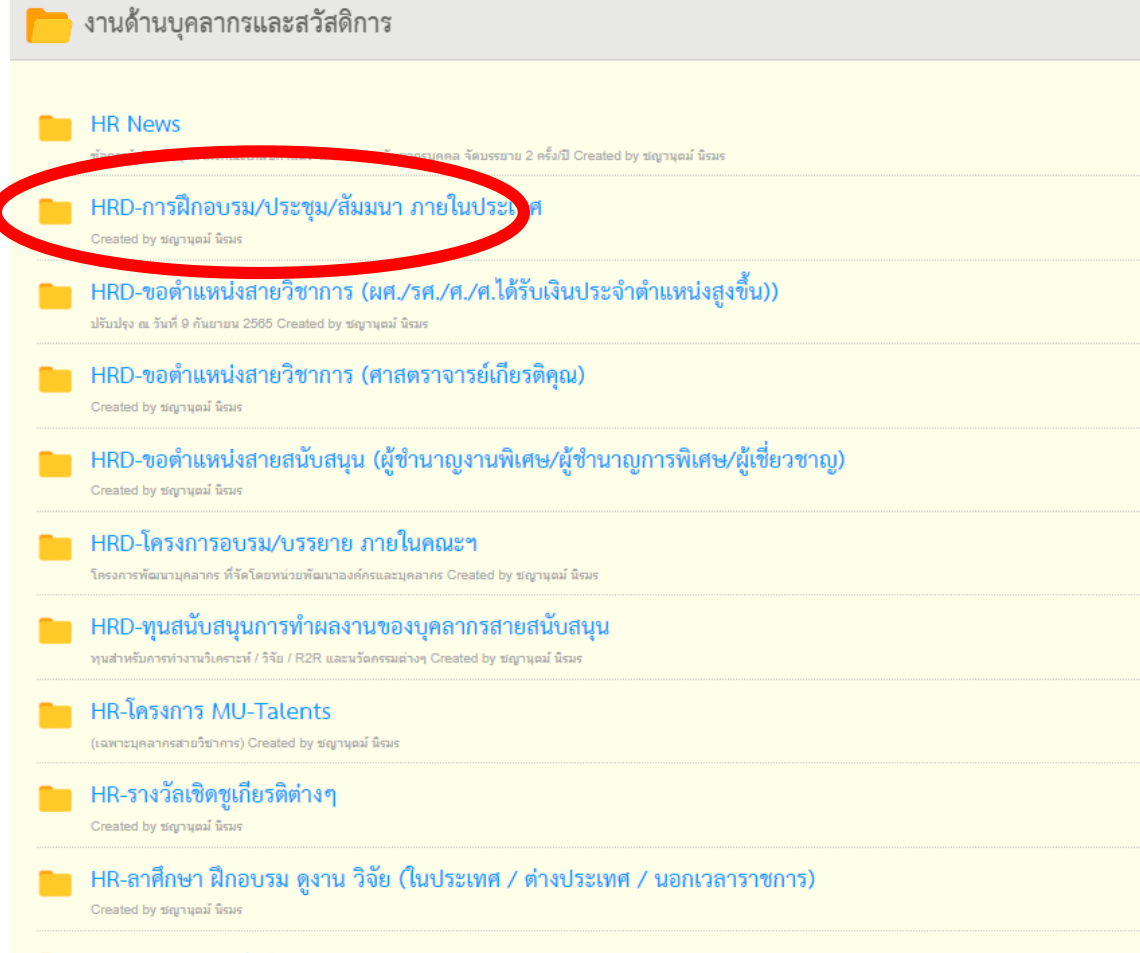 งานด้านบุคลากรและสวัสดิการ
HR News
จัดบรรยาย 2 ครั้ง/ปี Created by ชญานุตม์ นิรมร
HRD-การฝึกอบรม/ประชุม/สัมมนา ภายในประเทศ
Created by ชญานุตม์ นิรมร
HRD-ขอตำแหน่งสายวิชาการ (ผศ./รศ./ศ./ศ.ได้รับเงินประจำตำแหน่งสูงขึ้น))
ปรับปรุง ณ วันที่ 9 กันยายน 2565 Created by ชญานุตม์ นิรมร
HRD-ขอตำแหน่งสายวิชาการ (ศาสตราจารย์เกียรติคุณ)
Created by ชญานุตม์ นิรมร
HRD-ขอตำแหน่งสายสนับสนุน (ผู้ชำนาญงานพิเศษ/ผู้ชำนาญการพิเศษ/ผู้เชี่ยวชาญ)
Created by ชญานุตม์ นิรมร
HRD-โครงการอบรม/บรรยาย ภายในคณะฯ
โครงการพัฒนาบุคลากร ที่จัดโดยหน่วยพัฒนาองค์กรและบุคลากร Created by ชญานุตม์ นิรมร
HRD-ทุนสนับสนุนการทำผลงานของบุคลากรสายสนับสนุน
ทุนสำหรับการทำงานวิเคราะห์ / วิจัย / R2R และนวัตกรรมต่างๆ Created by ชญานุตม์ นิรมร
HR-โครงการ MU-Talents
(เฉพาะบุคลากรสายวิชาการ) Created by ชญานุตม์ นิรมร
HR-รางวัลเชิดชูเกียรติต่างๆ
Created by ชญานุตม์ นิรมร
HR-ลาศึกษา ฝึกอบรม ดูงาน วิจัย (ในประเทศ / ต่างประเทศ / นอกเวลาราชการ)
Created by ชญานุตม์ นิรมร